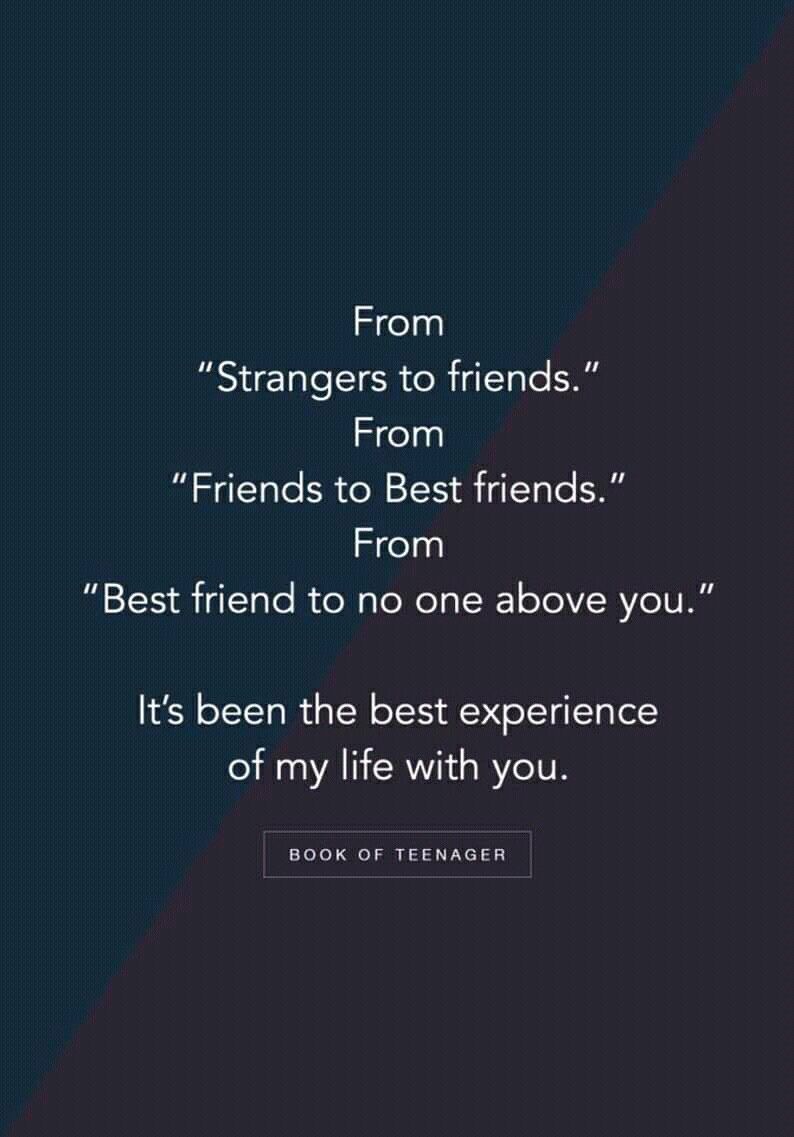 From
“Strangers to friends.”
From
“Friends to Best friends.”
From
“Best friend to no one above you.”
It’s been the best experience
of my life with you.
BOOK OF TEENAGER